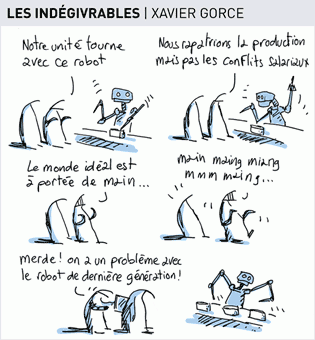 LES INDÉGIVRABLES | XAVIER GORCE
Notre unité tourne
avec ce robot
Nous rapatrions la production
mais pas les conflits salariaux
Le monde idéal est
à portée de main...
main maing miang
mmm maing...
merde! on a un problème avec
le robot de dernière génération!